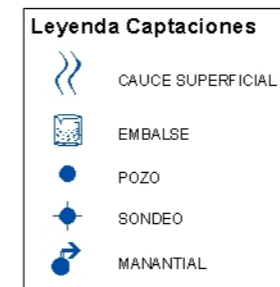 Leyenda Captaciones
CAUCE SUPERFICIAL
EMBALSE
POZO
SONDEO
MANANTIAL